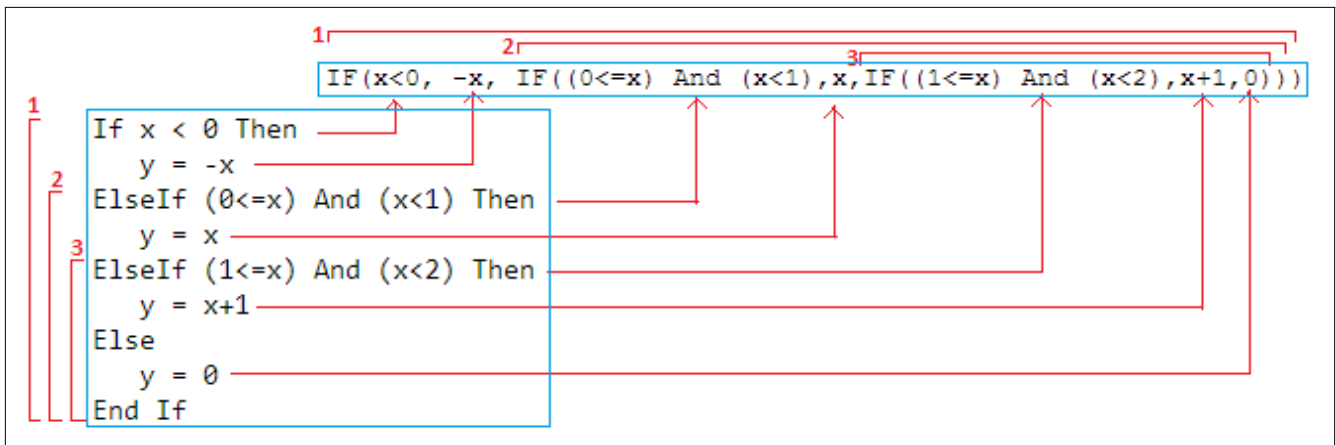 1
2
3
IF(x<0, -x, IF((0<=x) And (x<1),x,IF((1<=x) And (x<2),x+1,0)))
1
If x < 0 Then
y = -x
2
ElseIf (0<=x) And (x<1) Then
y = x
3
ElseIf (1<=x) And (x<2) Then
y = x+1
Else
y = 0
End If